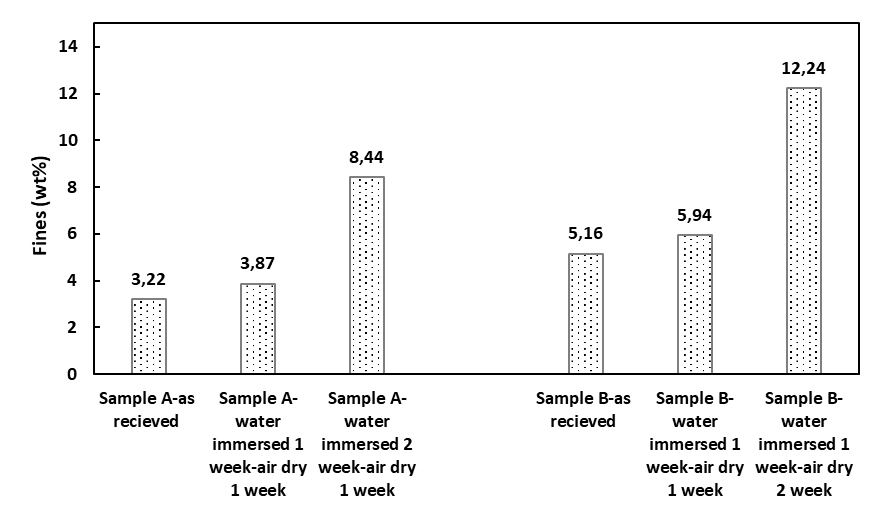 Fines (wt%)
14
12
10
8
6
4
2
0
3,22
3,87
8,44
5,16
5,94
12,24
Sample A-as
recieved
Sample A-
water
immersed 1
week-air dry
1 week
Sample A-
water
immersed 2
week-air dry
1 week
Sample B-as
recieved
Sample B-
water
immersed 1
week-air dry
1 week
Sample B-
water
immersed 1
week-air dry
2 week